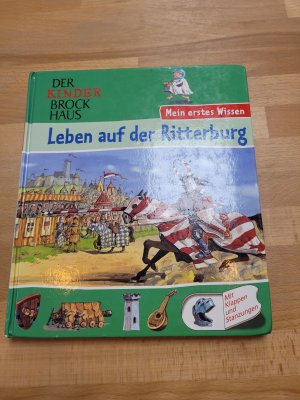 DER
KINDER
BROCK
HAUS
Mein erstes Wissen
Leben auf der Ritterburg
Mit
Klappen
und
Stanzungen